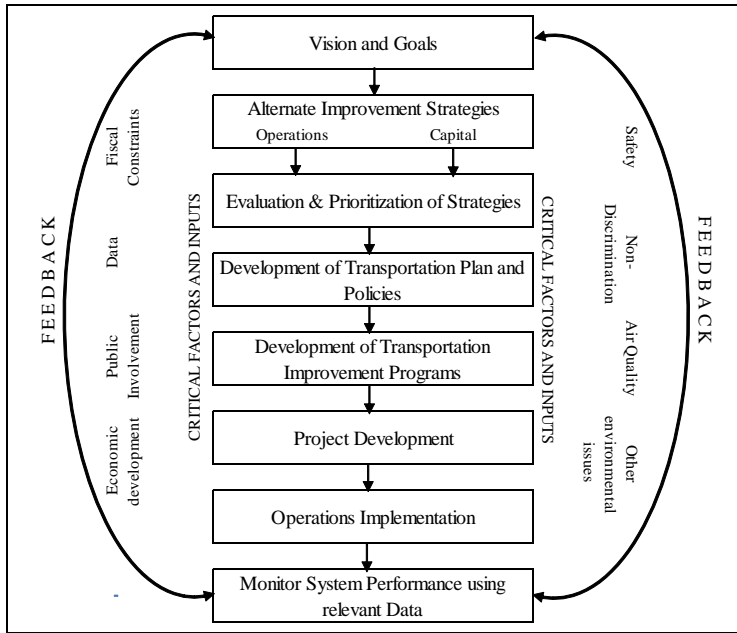 Vision and Goals
Alternate Improvement Strategies
Operations
Capital
Evaluation & Prioritization of Strategies
Development of Transportation Plan and
Policies
Development of Transportation
Improvement Programs
Project Development
Operations Implementation
Monitor System Performance using
relevant Data
FEEDBACK
Fiscal
Constraints
Data
Public
Involvement
Economic
development
CRITICAL FACTORS AND INPUTS
CRITICAL FACTORS AND INPUTS
Safety
Non-
Discrimination
Air Quality
Other
environmental
issues
FEEDBACK